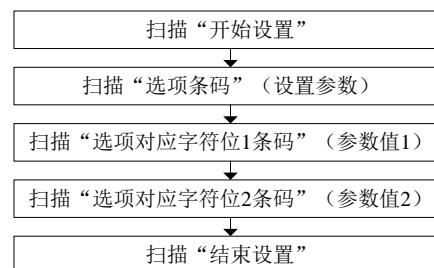 扫描“开始设置”
扫描“选项条码”（设置参数）
扫描“选项对应字符位1条码”（参数值1）
扫描“选项对应字符位2条码”（参数值2）
扫描“结束设置”